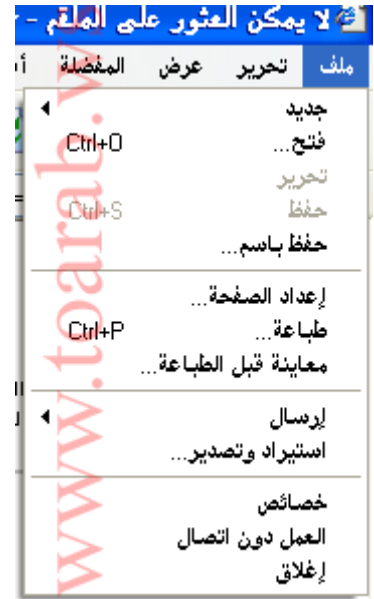 لا يمكن العثور على الملقم -
ملف تحرير عرض المفضلة
جديد
فتح... Ctrl+O
تحرير
حفظ Ctrl+S
حفظ باسم...
إعداد الصفحة...
طباعة... Ctrl+P
معاينة قبل الطباعة...
إرسال
استيراد وتصدير...
خصائص
العمل دون اتصال
إغلاق
www.toarab.ws